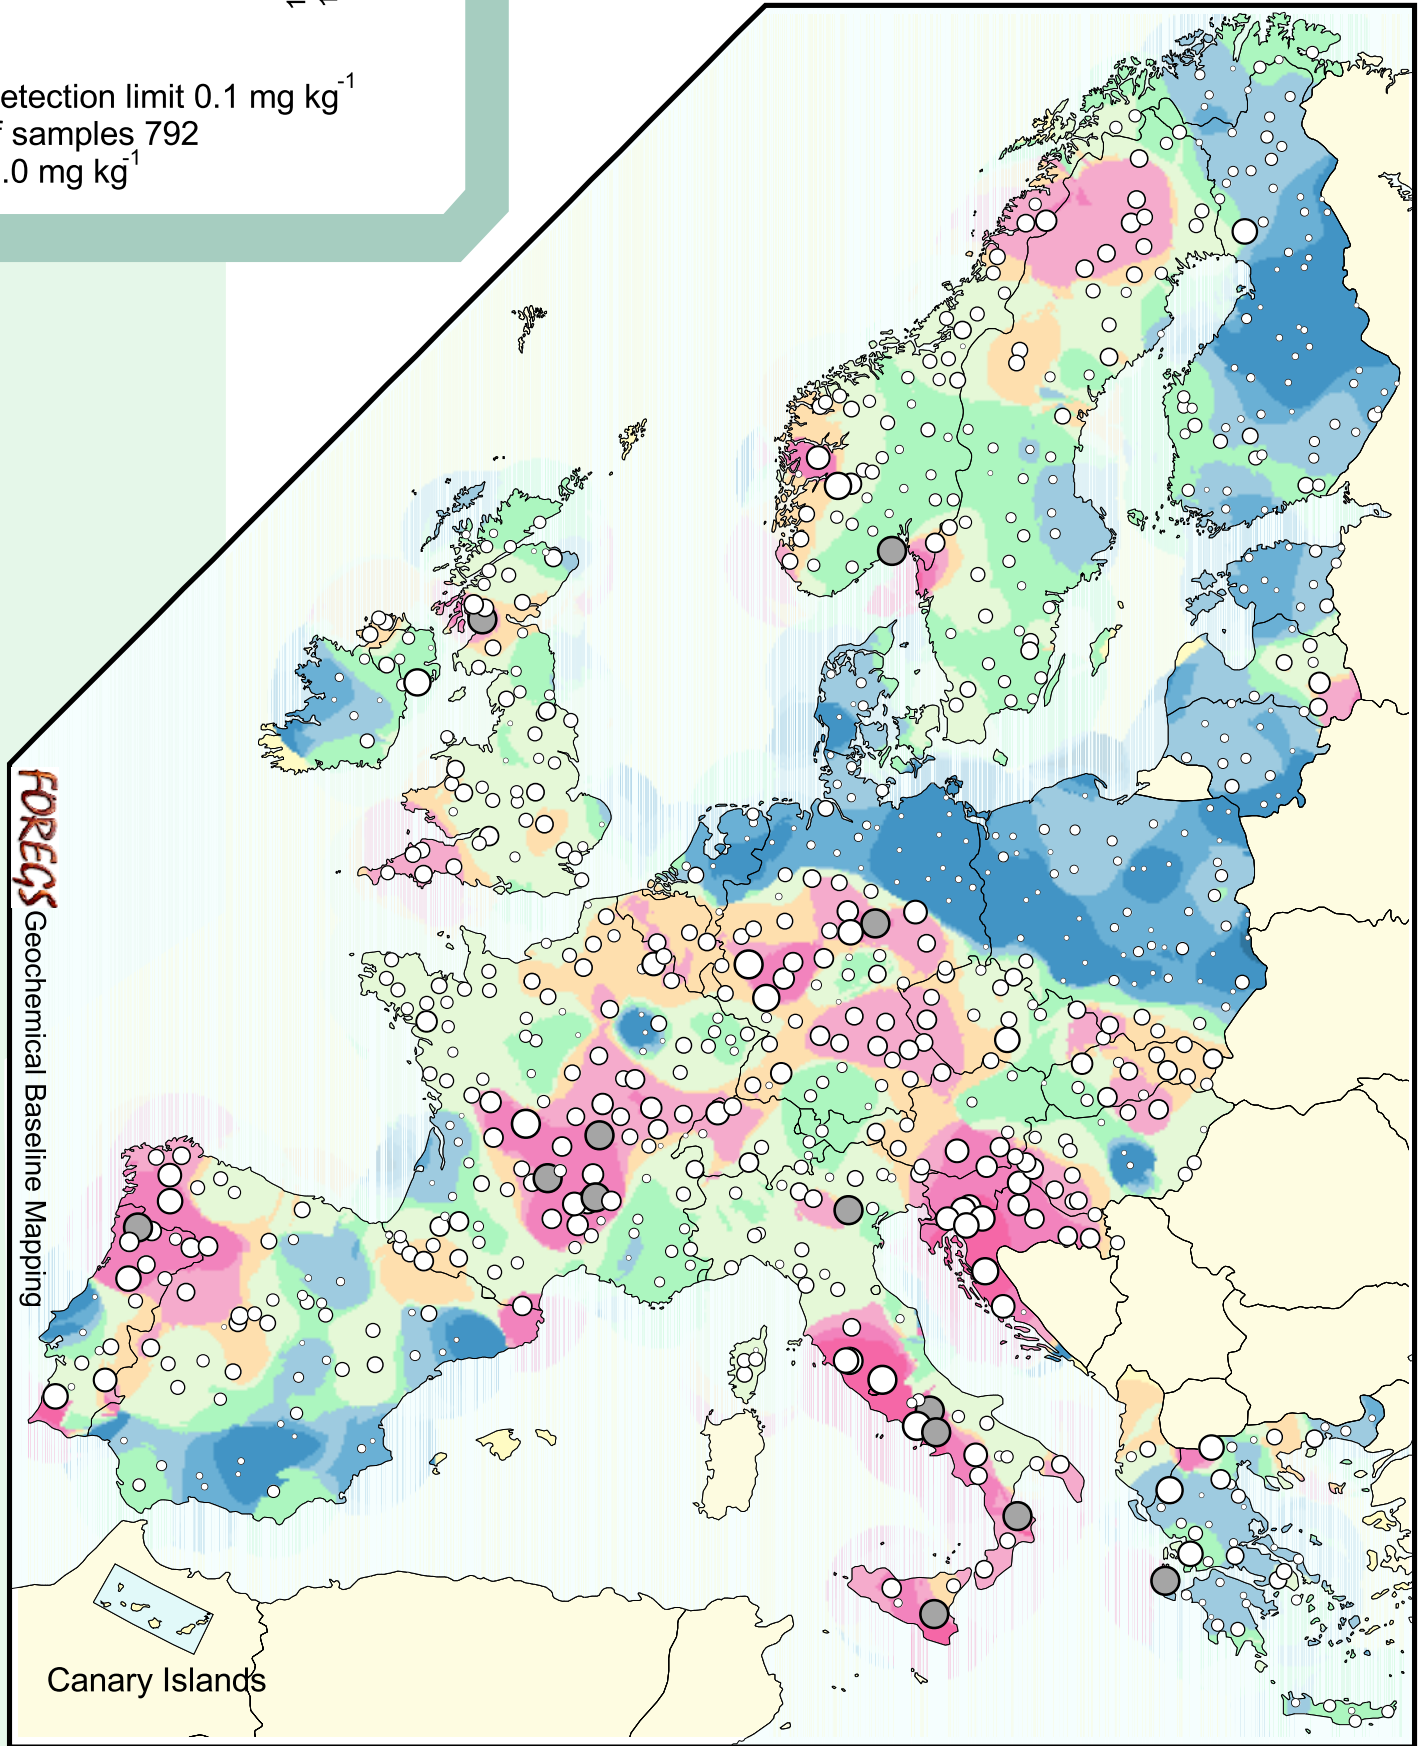 etection limit 0.1 mg kg-1
f samples 792
.0 mg kg-1
FOREGS Geochemical Baseline Mapping
Canary Islands